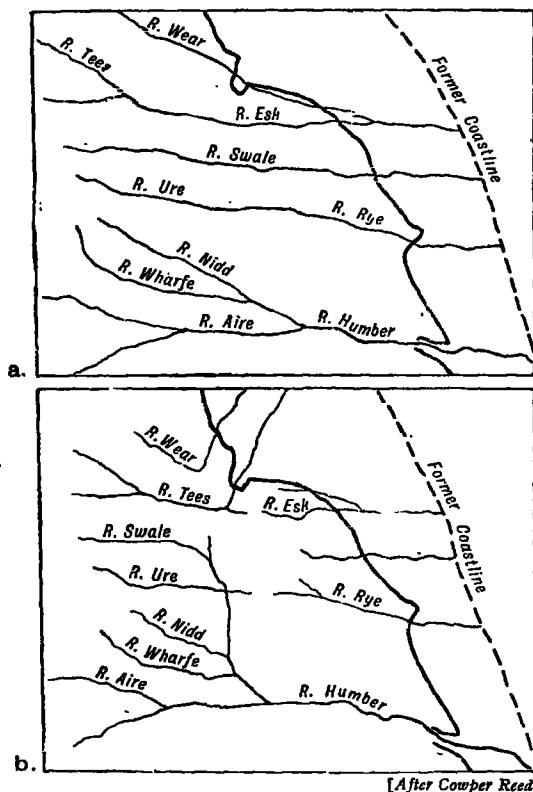 R. Wear
R. Tees
Former Coastline
R. Esk
R. Swale
R. Ure
R. Rye
R. Nidd
R. Wharfe
R. Aire
R. Humber
a.
R. Wear
Former Coastline
R. Tees
R. Esk
R. Swale
R. Ure
R. Rye
R. Nidd
R. Wharfe
R. Aire
R. Humber
b.
[After Cowper Reed